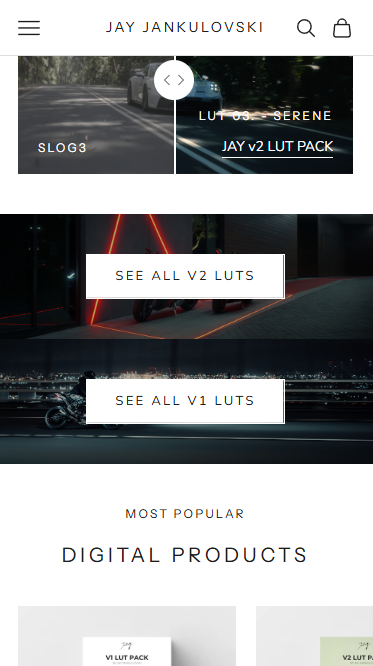 JAY JANKULOVSKI
SLOG3
LUT 03. - SERENE
JAY v2 LUT PACK
SEE ALL V2 LUTS
SEE ALL V1 LUTS
MOST POPULAR
DIGITAL PRODUCTS
V1 LUT PACK
V2 LUT PA